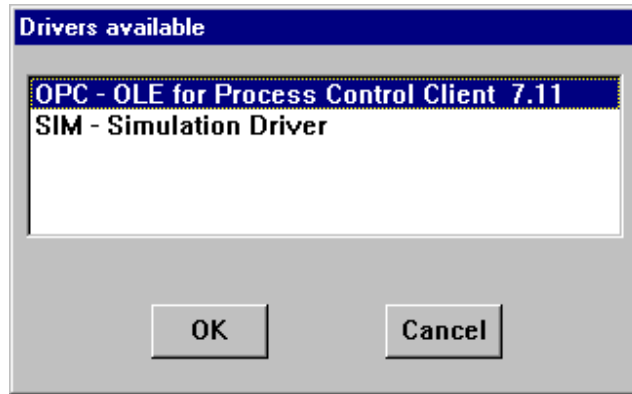 Drivers available
OPC - OLE for Process Control Client  7.11
SIM - Simulation Driver
OK
Cancel